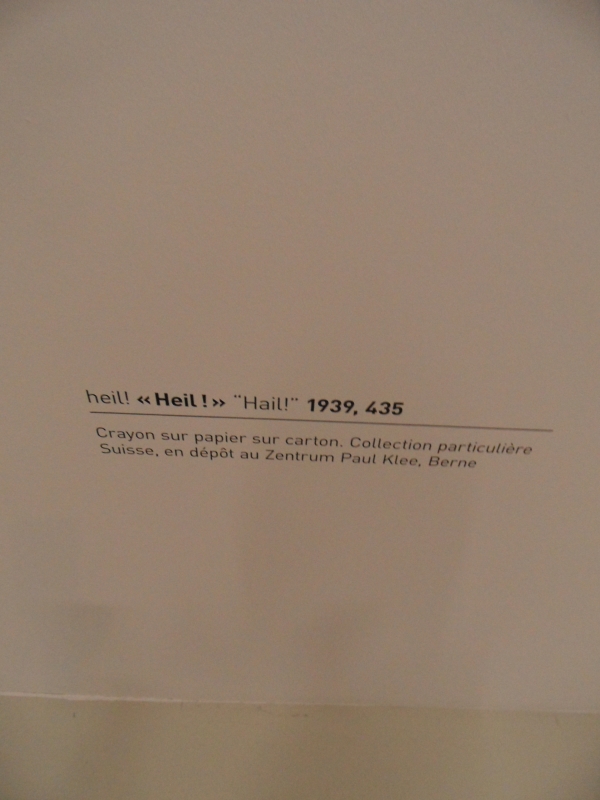 heil! « Heil ! » "Hail!" 1939, 435
Crayon sur papier sur carton. Collection particulière
Suisse, en dépôt au Zentrum Paul Klee, Berne